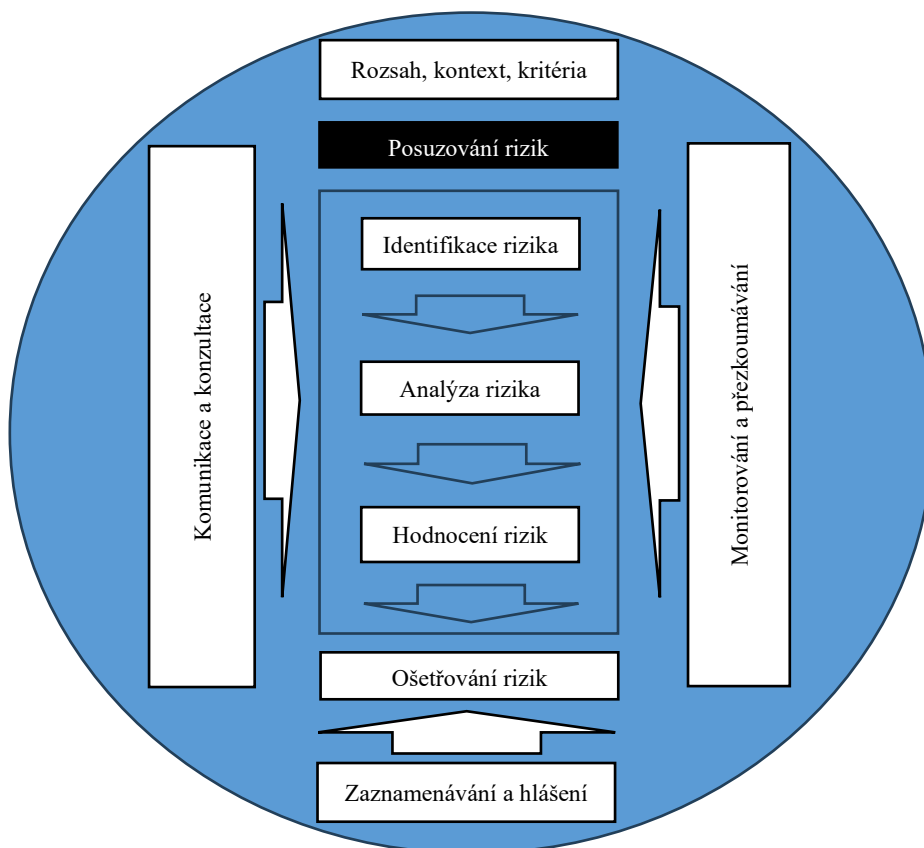 Rozsah, kontext, kritéria
Posuzování rizik
Komunikace a konzultace
Identifikace rizika
Analýza rizika
Hodnocení rizik
Monitorování a přezkoumávání
Ošetřování rizik
Zaznamenávání a hlášení